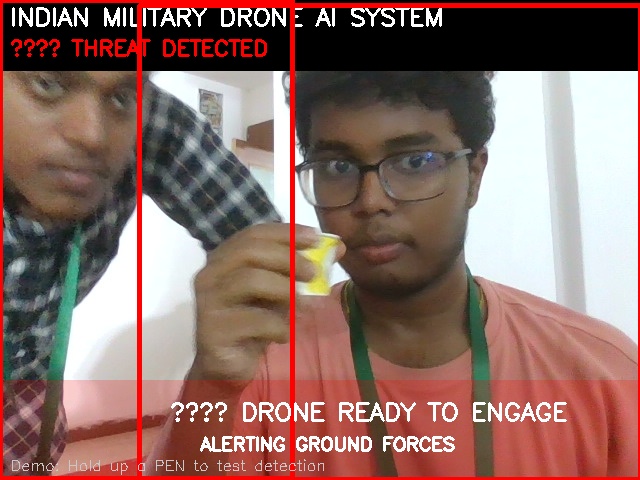 INDIAN MILITARY DRONE AI SYSTEM
???? THREAT DETECTED
???? DRONE READY TO ENGAGE
ALERTING GROUND FORCES
Demo: Hold up a PEN to test detection